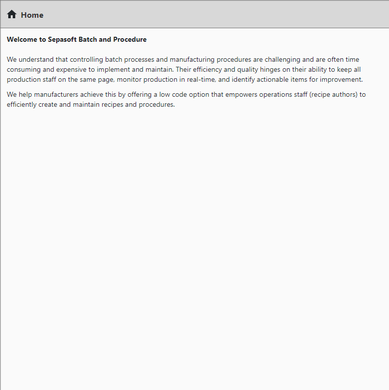 Home
Welcome to Sepasoft Batch and Procedure
We understand that controlling batch processes and manufacturing procedures are challenging and are often time
consuming and expensive to implement and maintain. Their efficiency and quality hinges on their ability to keep all
production staff on the same page, monitor production in real-time, and identify actionable items for improvement.
We help manufacturers achieve this by offering a low code option that empowers operations staff (recipe authors) to
efficiently create and maintain recipes and procedures.